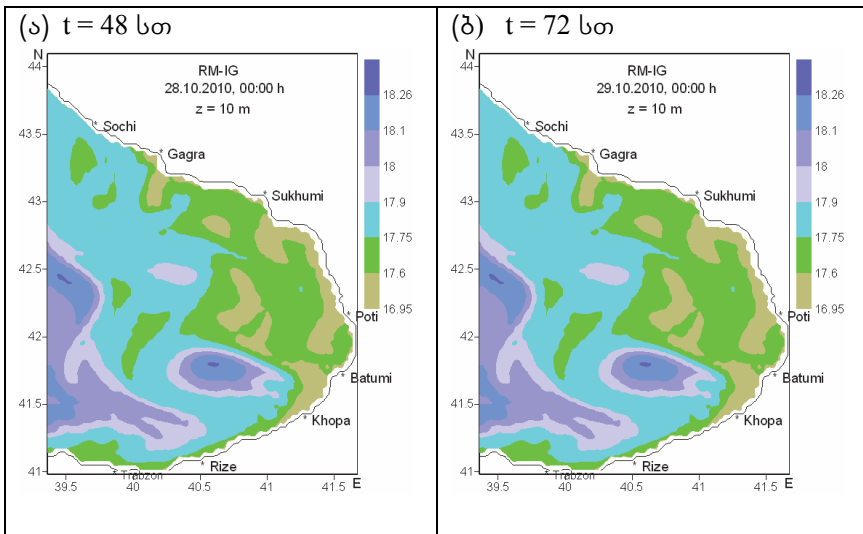 (ა) t = 48 სთ
N
44
43.5
43
42.5
42
41.5
41
RM-IG
28.10.2010, 00:00 h
z = 10 m
* Sochi
* Gagra
* Sukhumi
* Poti
* Batumi
* Khopa
* Rize
* Trabzon
39.5 40 40.5 41 41.5 E
18.26
18.1
18
17.9
17.75
17.6
16.95
(ბ) t = 72 სთ
N
44
43.5
43
42.5
42
41.5
41
RM-IG
29.10.2010, 00:00 h
z = 10 m
* Sochi
* Gagra
* Sukhumi
* Poti
* Batumi
* Khopa
* Rize
* Trabzon
39.5 40 40.5 41 41.5 E
18.26
18.1
18
17.9
17.75
17.6
16.95